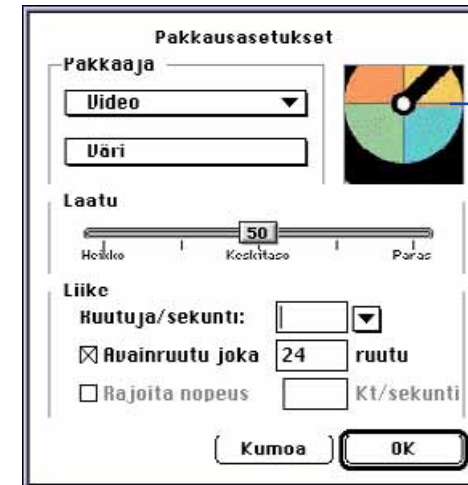 Pakkausasetukset
Pakkaaja
Video
Väri
Laatu
50
Heikko Keskitaso Paras
Liike
Ruutuja/sekunti:
Avainruutu joka 24 ruutu
Rajoita nopeus Kt/sekunti
Kumoa OK